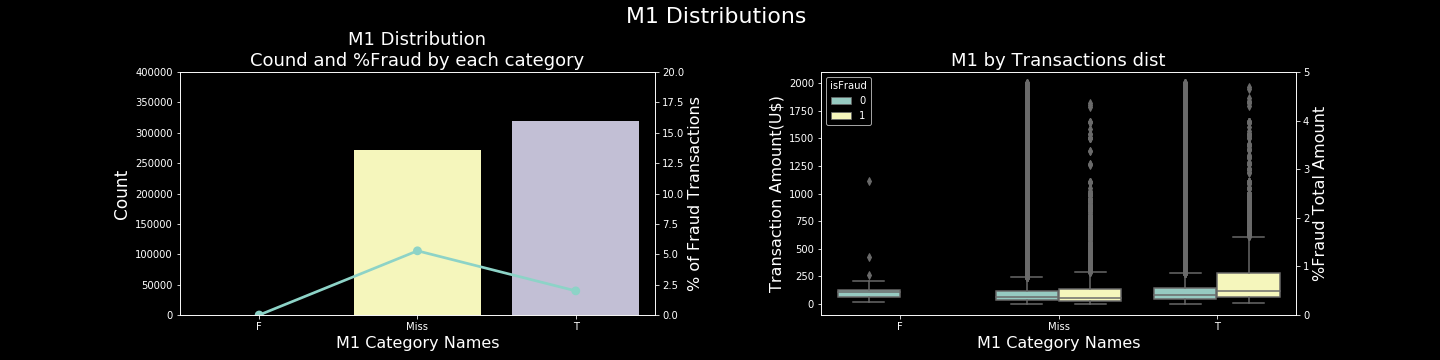 M1 Distributions
M1 Distribution
Cound and %Fraud by each category
400000
350000
300000
250000
200000
150000
100000
50000
0
Count
20.0
17.5
15.0
12.5
10.0
7.5
5.0
2.5
0.0
% of Fraud Transactions
F Miss T
M1 Category Names
M1 by Transactions dist
isFraud
0
1
2000
1750
1500
1250
1000
750
500
250
0
Transaction Amount(U$)
5
4
3
2
1
0
%Fraud Total Amount
F Miss T
M1 Category Names